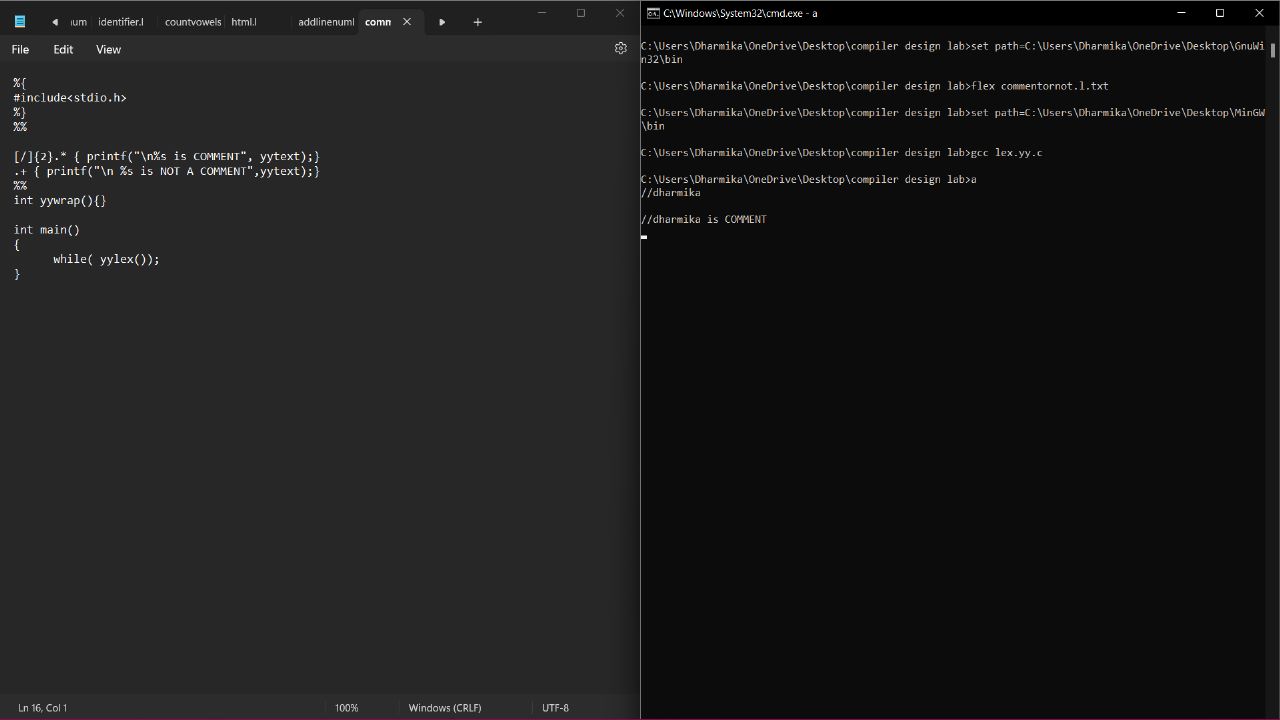 um identifier.l countvowels html.l addlinenuml comn
File Edit View
%{
#include<stdio.h>
%}
%%
[/]{2}.* { printf("\n%s is COMMENT", yytext);}
.+ { printf("\n %s is NOT A COMMENT",yytext);}
%%
int yywrap(){}
int main()
{
while( yylex());
}
Ln 16, Col 1 100% Windows (CRLF) UTF-8
C:\Windows\System32\cmd.exe - a
C:\Users\Dharmika\OneDrive\Desktop\compiler design lab>set path=C:\Users\Dharmika\OneDrive\Desktop\GnuWi
n32\bin
C:\Users\Dharmika\OneDrive\Desktop\compiler design lab>flex commentornot.l.txt
C:\Users\Dharmika\OneDrive\Desktop\compiler design lab>set path=C:\Users\Dharmika\OneDrive\Desktop\MinGW
\bin
C:\Users\Dharmika\OneDrive\Desktop\compiler design lab>gcc lex.yy.c
C:\Users\Dharmika\OneDrive\Desktop\compiler design lab>a
//dharmika
//dharmika is COMMENT